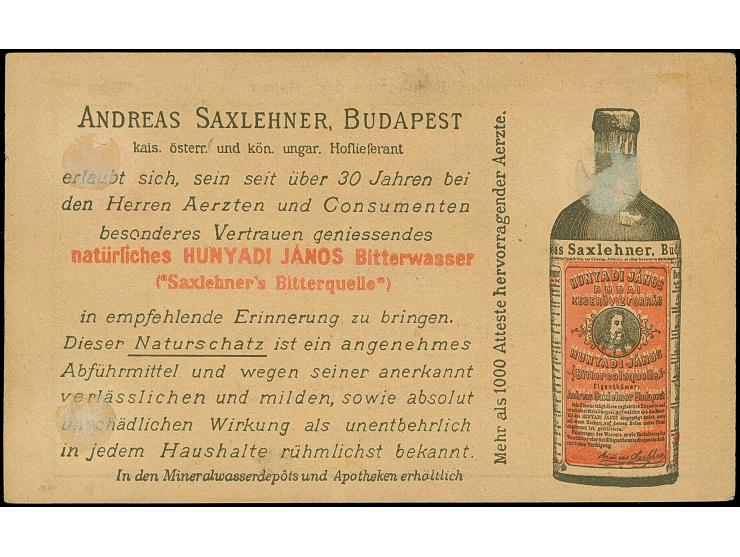 ANDREAS SAXLEHNER, BUDAPEST
kais. österr. und kön. ungar. Hoflieferant
erlaubt sich, sein seit über 30 Jahren bei
den Herren Aerzten und Consumenten
besonderes Vertrauen geniessendes
natürliches HUNYADI JÁNOS Bitterwasser
("Saxlehner's Bitterquelle")
in empfehlende Erinnerung zu bringen.
Dieser Naturschatz ist ein angenehmes
Abführmittel und wegen seiner anerkannt
verlässlichen und milden, sowie absolut
unschädlichen Wirkung als unentbehrlich
in jedem Haushalte rühmlichst bekannt.
In den Mineralwasserdepôts und Apotheken erhältlich
Mehr als 1000 Atteste hervorragender Aerzte.
as Saxlehner, Bud
HUNYADI JÁNOS
BUDAI
KESERÜVIZFORRÁS
HUNYADI JÁNOS
Bittersalzquelle
Eigenthümer:
Andreas Saxlehner Budapest